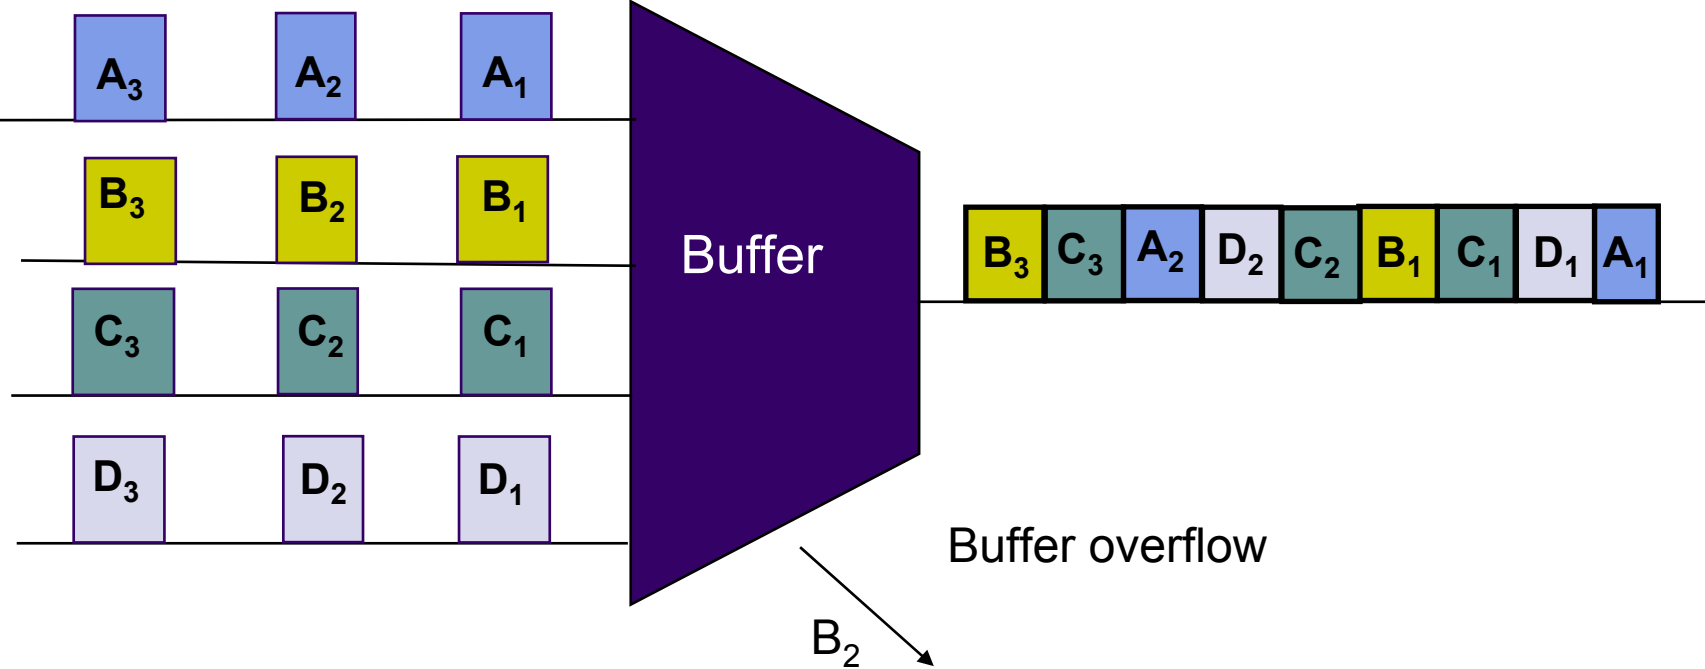 A₃ A₂ A₁
B₃ B₂ B₁
Buffer
B₃ C₃ A₂ D₂ C₂ B₁ C₁ D₁ A₁
C₃ C₂ C₁
D₃ D₂ D₁
Buffer overflow
B₂